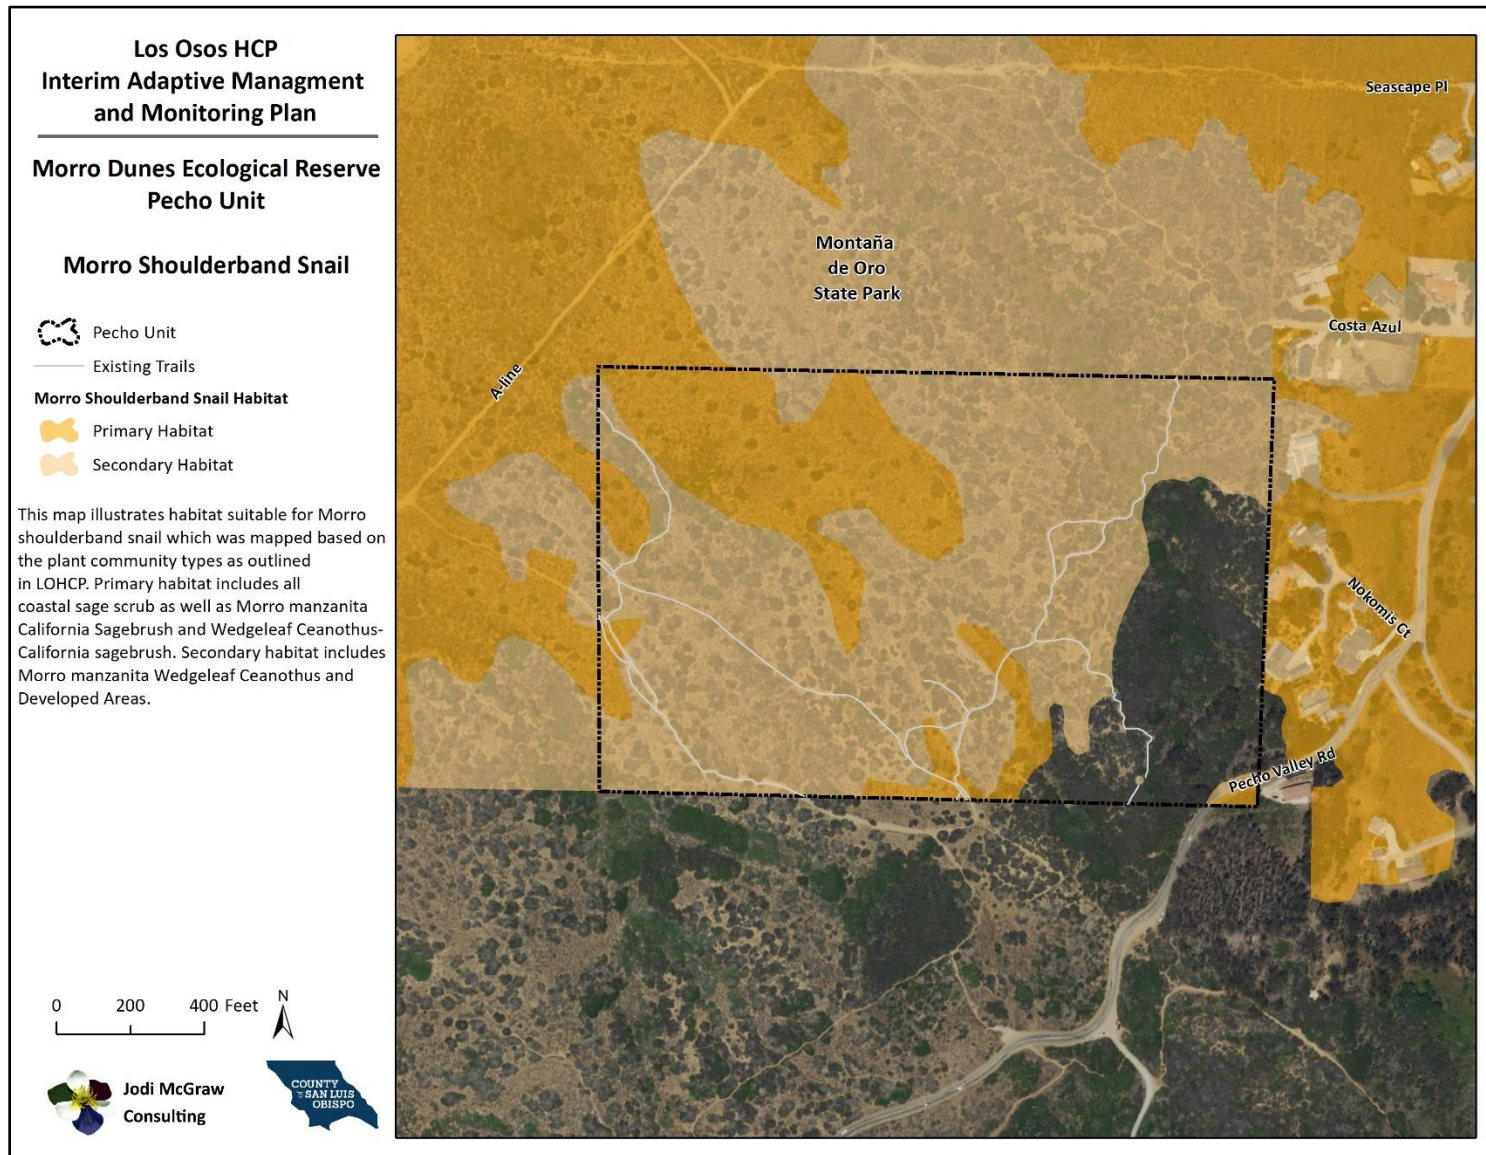 Los Osos HCP
Interim Adaptive Managment
and Monitoring Plan
Morro Dunes Ecological Reserve
Pecho Unit
Morro Shoulderband Snail
Pecho Unit
Existing Trails
Morro Shoulderband Snail Habitat
Primary Habitat
Secondary Habitat
This map illustrates habitat suitable for Morro
shoulderband snail which was mapped based on
the plant community types as outlined
in LOHCP. Primary habitat includes all
coastal sage scrub as well as Morro manzanita
California Sagebrush and Wedgeleaf Ceanothus-
California sagebrush. Secondary habitat includes
Morro manzanita Wedgeleaf Ceanothus and
Developed Areas.
0 200 400 Feet
N
Jodi McGraw
Consulting
COUNTY
OF SAN LUIS
OBISPO
Seascape Pl
Montaña
de Oro
State Park
Costa Azul
A-line
Nokomis Ct
Pecho Valley Rd